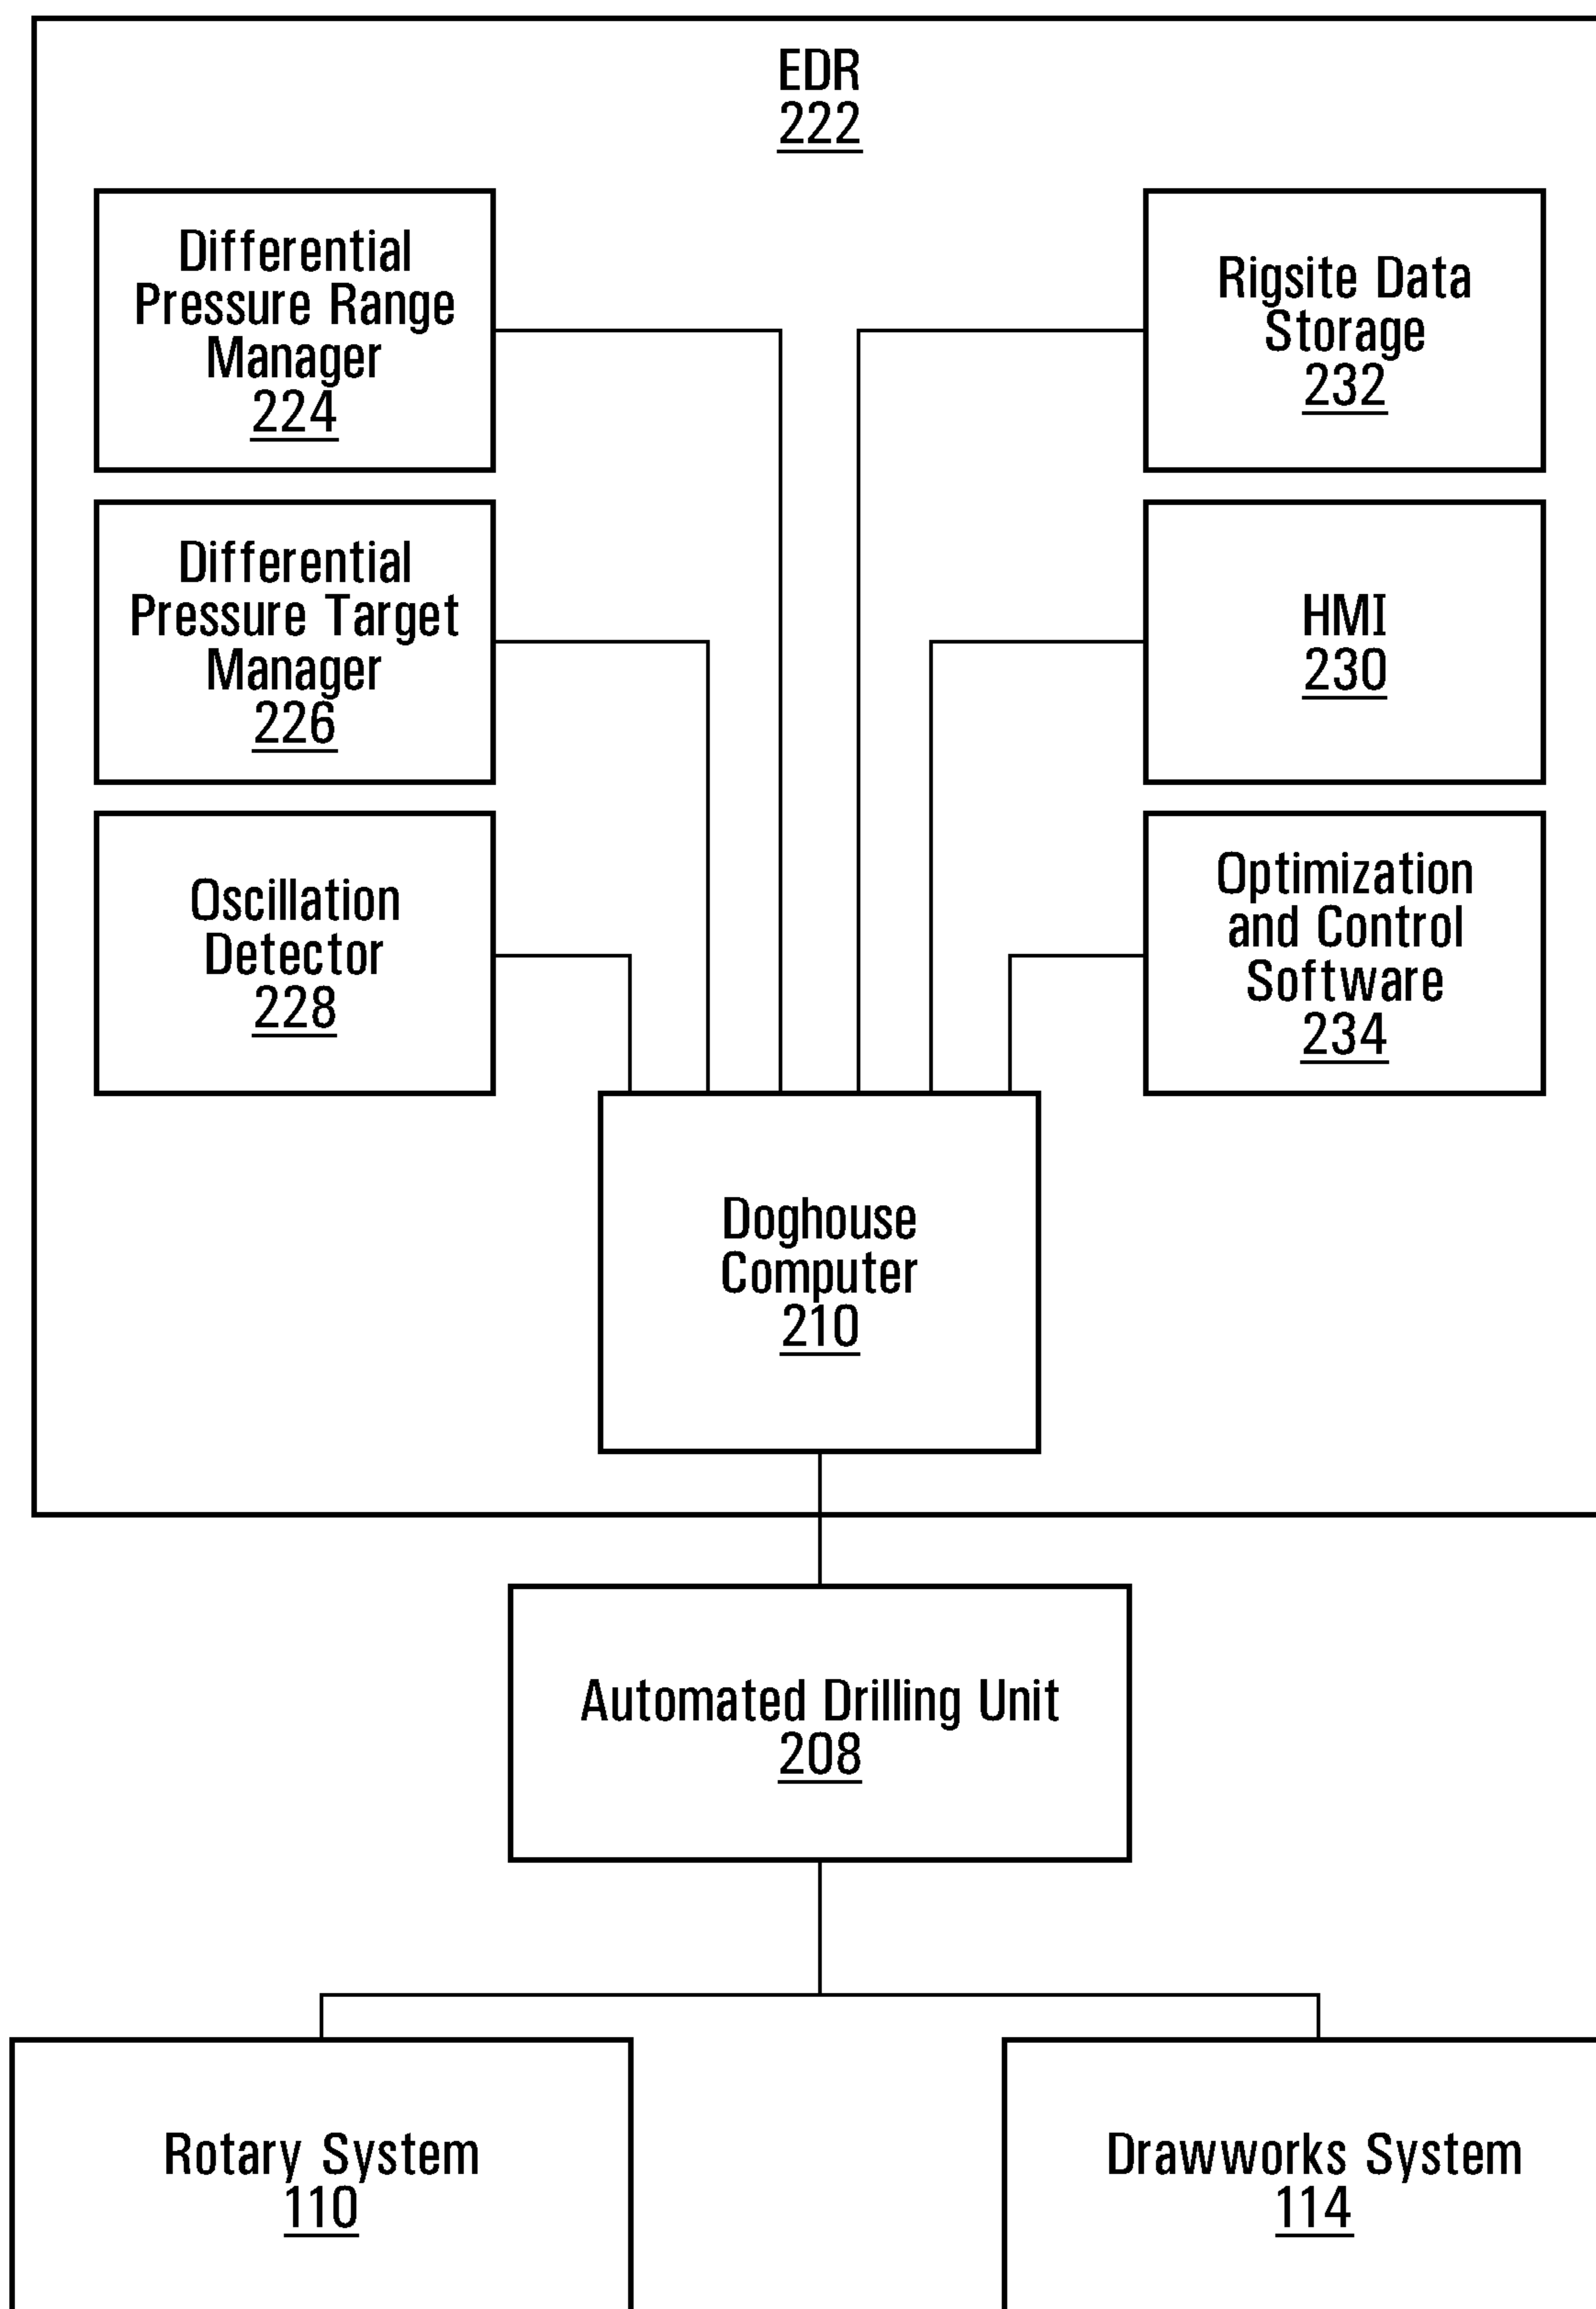 EDR
222
Differential
Pressure Range
Manager
224
Rigsite Data
Storage
232
Differential
Pressure Target
Manager
226
HMI
230
Oscillation
Detector
228
Optimization
and Control
Software
234
Doghouse
Computer
210
Automated Drilling Unit
208
Rotary System
110
Drawworks System
114